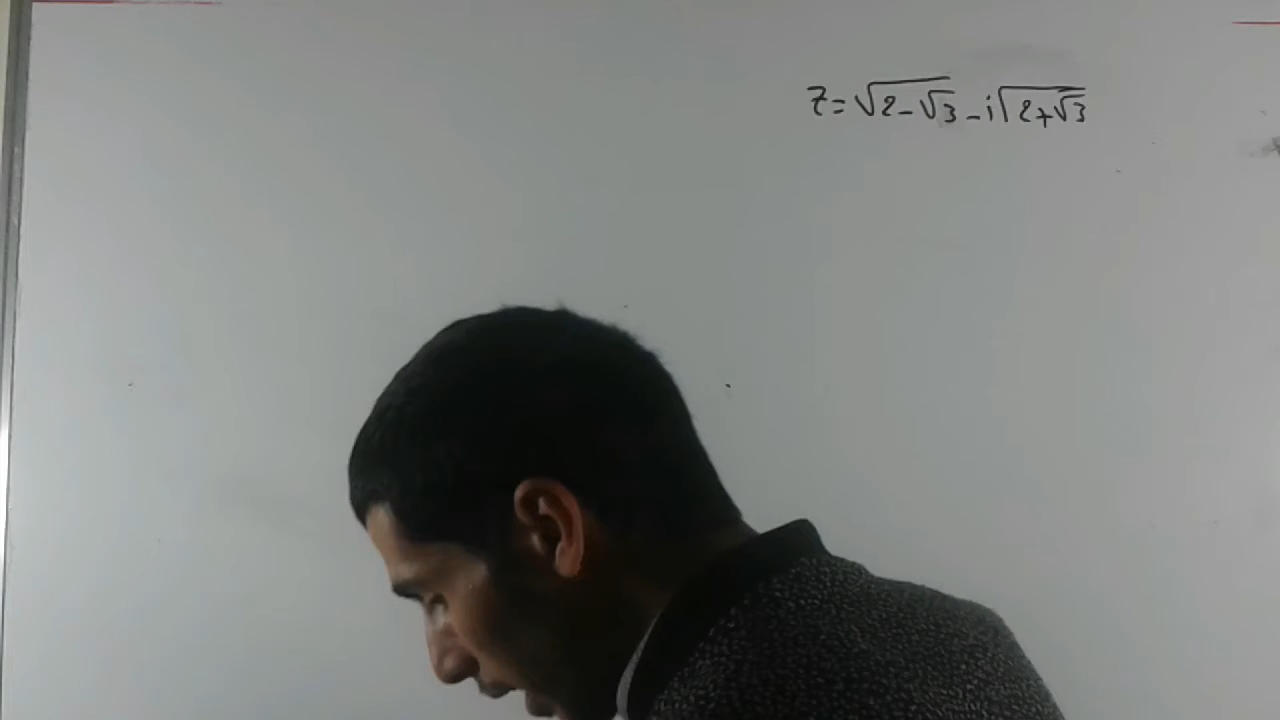 z = √(2-√3) - i√(2+√3)